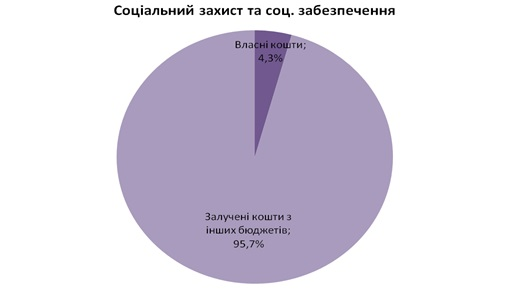 Соціальний захист та соц. забезпечення
Власні кошти;
4,3%
Залучені кошти з
інших бюджетів;
95,7%